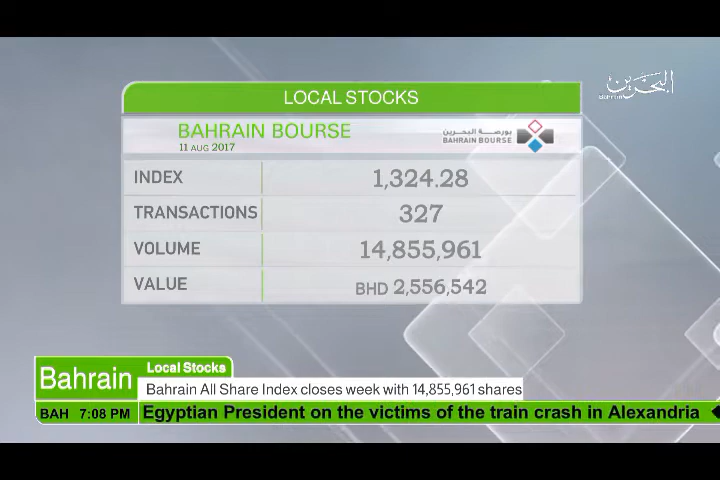 البحرين
Bahrain
LOCAL STOCKS
BAHRAIN BOURSE
11 AUG 2017
بورصة البحرين
BAHRAIN BOURSE
INDEX 1,324.28
TRANSACTIONS 327
VOLUME 14,855,961
VALUE BHD 2,556,542
Bahrain
Local Stocks
Bahrain All Share Index closes week with 14,855,961 shares
BAH 7:08 PM Egyptian President on the victims of the train crash in Alexandria